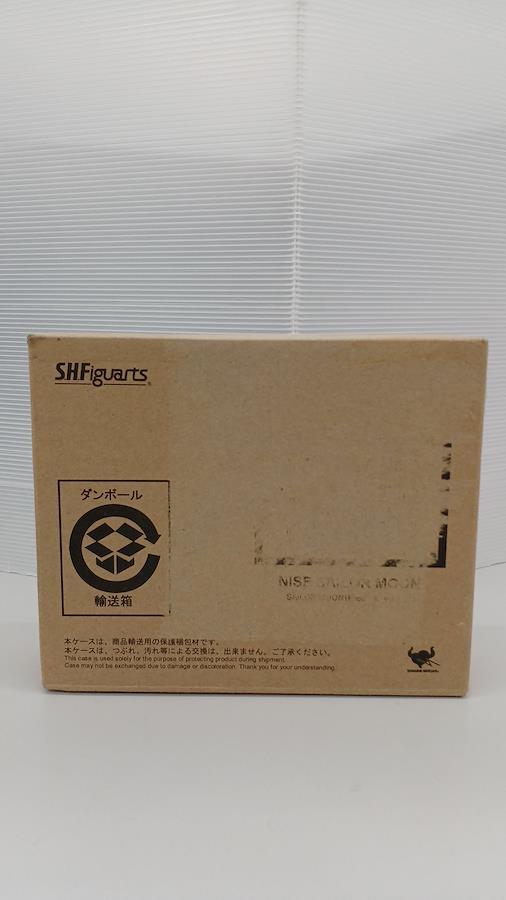 S.H.Figuarts
ダンボール
輸送箱
NISE SAILOR MOON
本ケースは、商品輸送用の保護梱包材です。
本ケースは、つぶれ、汚れ等による交換は、出来ません。ご了承ください。
This case is used solely for the purpose of protecting product during shipment.
Case may not be exchanged due to damage or discoloration. Thank you for your understanding.